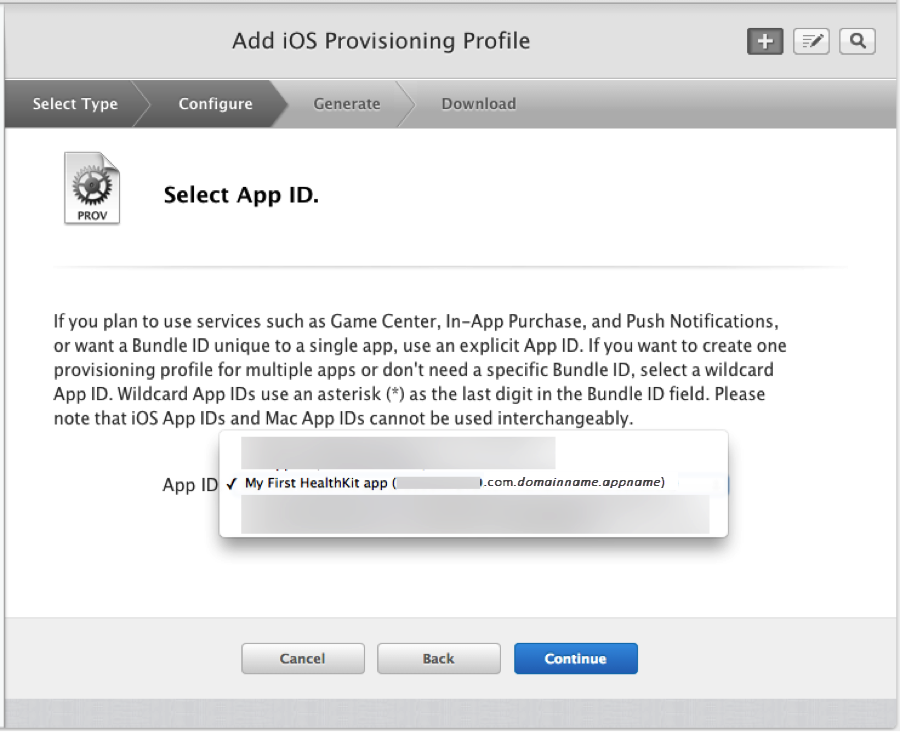 Add iOS Provisioning Profile
Select Type
Configure
Generate
Download
PROV
Select App ID.
If you plan to use services such as Game Center, In-App Purchase, and Push Notifications,
or want a Bundle ID unique to a single app, use an explicit App ID. If you want to create one
provisioning profile for multiple apps or don't need a specific Bundle ID, select a wildcard
App ID. Wildcard App IDs use an asterisk (*) as the last digit in the Bundle ID field. Please
note that iOS App IDs and Mac App IDs cannot be used interchangeably.
App ID ✓ My First HealthKit app ( .com.domainname.appname)
Cancel
Back
Continue